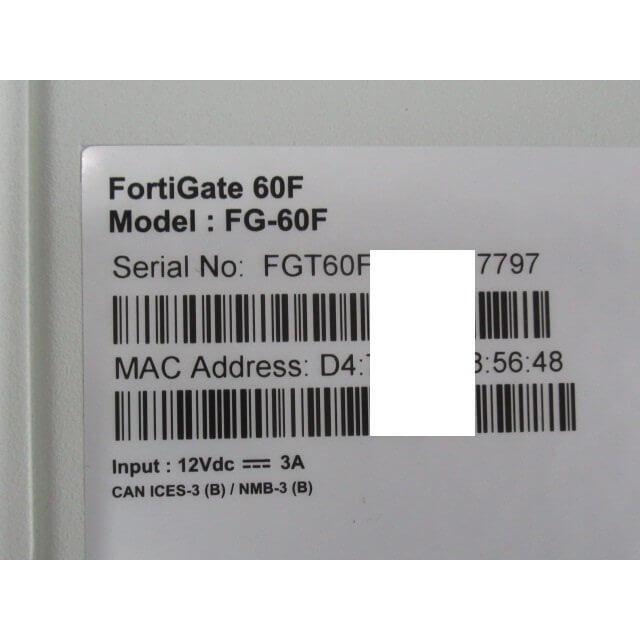 FortiGate 60F
Model : FG-60F
Serial No: FGT60F 7797
MAC Address: D4: :56:48
Input : 12Vdc ⎓ 3A
CAN ICES-3 (B) / NMB-3 (B)